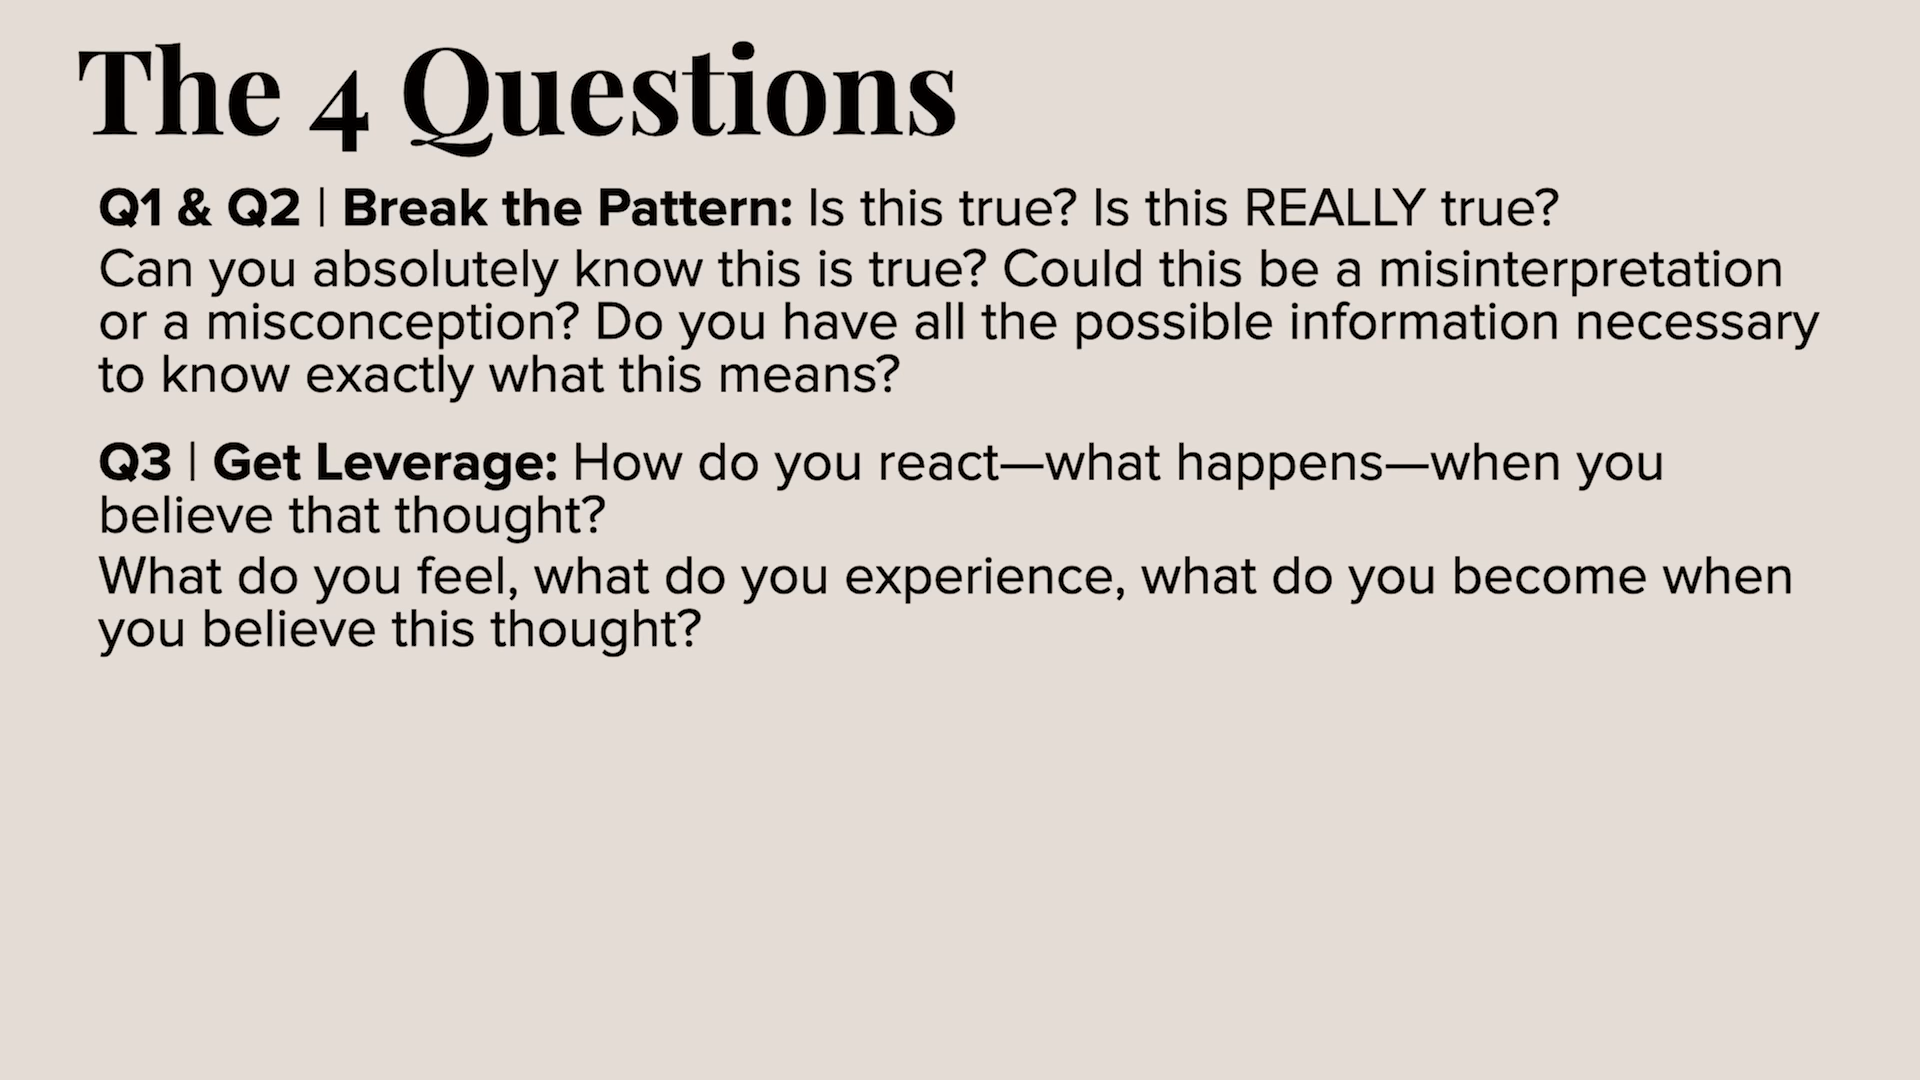 The 4 Questions
Q1 & Q2 | Break the Pattern: Is this true? Is this REALLY true?
Can you absolutely know this is true? Could this be a misinterpretation
or a misconception? Do you have all the possible information necessary
to know exactly what this means?
Q3 | Get Leverage: How do you react—what happens—when you
believe that thought?
What do you feel, what do you experience, what do you become when
you believe this thought?